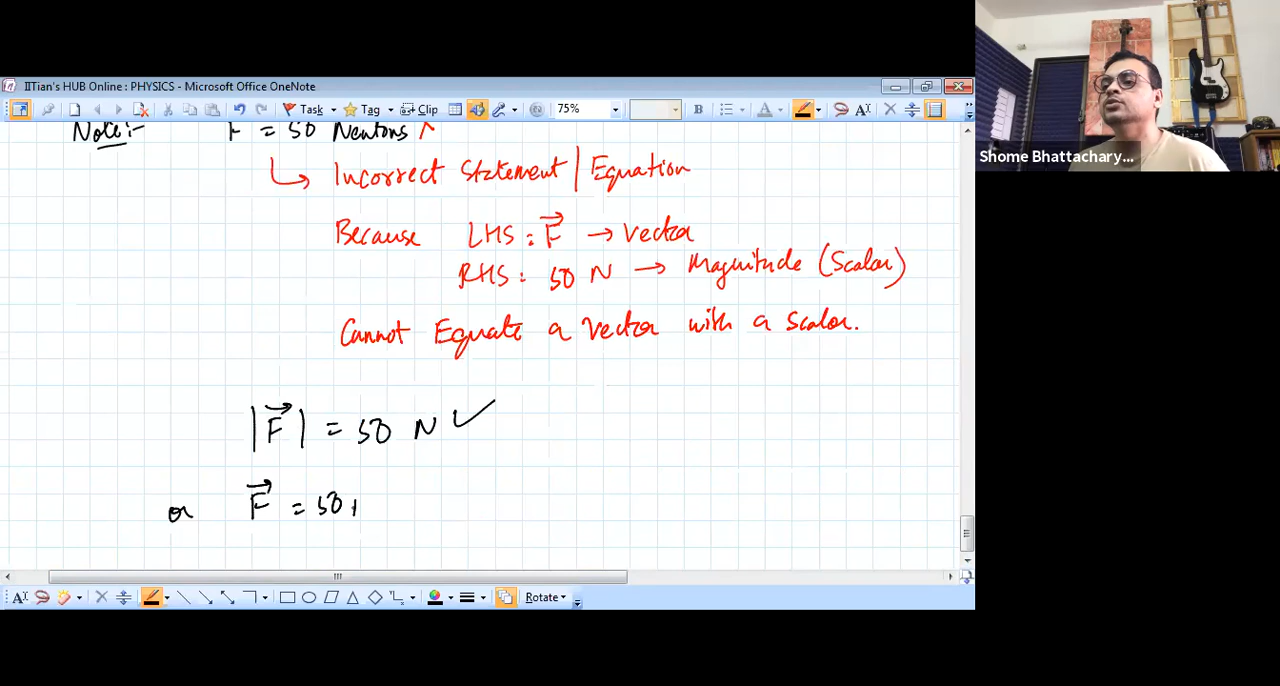 IITian's HUB Online : PHYSICS - Microsoft Office OneNote
Task Tag Clip 75% B A
Note:- F = 50 Newtons
Incorrect Statement | Equation
Because LHS : F⃗ → Vector
RHS : 50 N → Magnitude (Scalar)
Cannot Equate a Vector with a Scalar.
|F⃗| = 50 N ✓
or F⃗ = 50
Rotate
Shome Bhattachary...